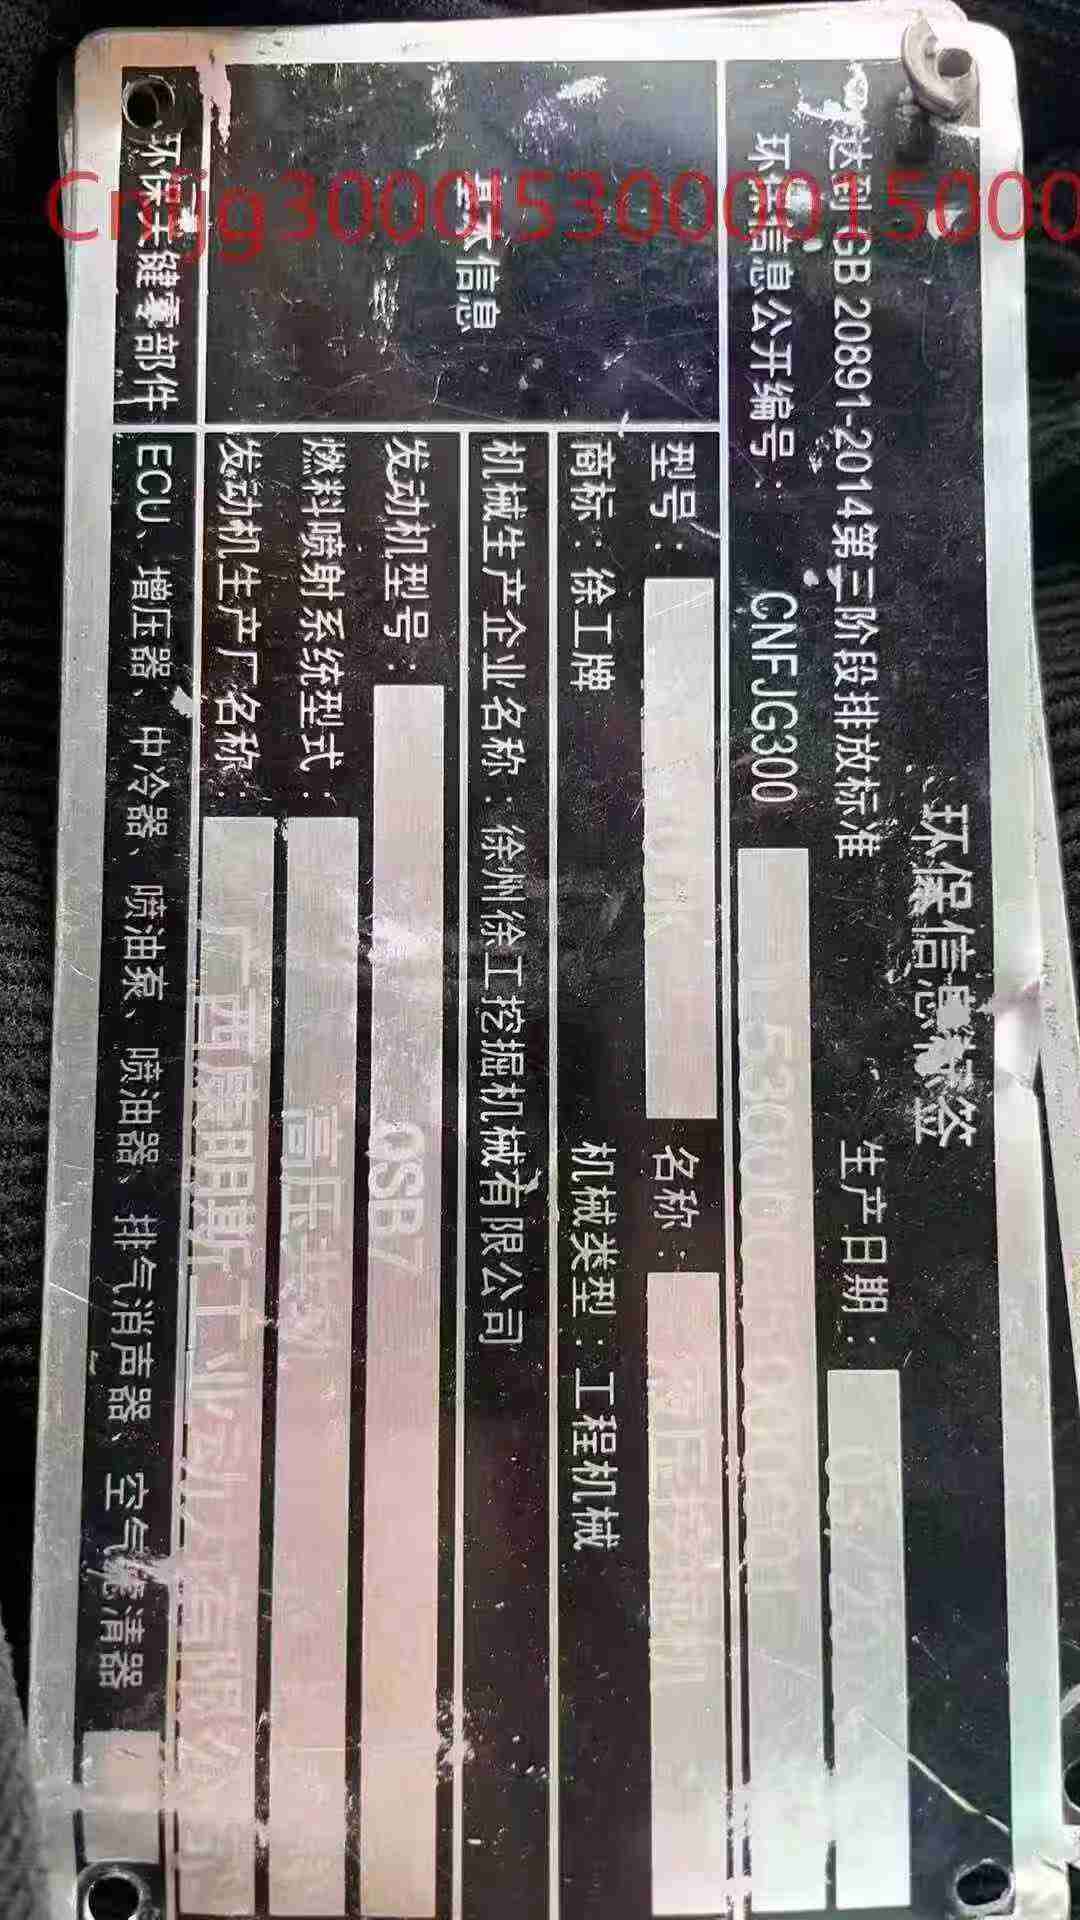 Cnfjg3000l53000015000
环保信息标签
达到 GB 20891-2014第三阶段排放标准 生产日期:
环保信息公开编号: CNFJG300
基本信息
型号: 名称:
商标:徐工牌 机械类型:工程机械
机械生产企业名称:徐州徐工挖掘机械有限公司
发动机型号: QSB7
燃料喷射系统型式:
发动机生产厂名称: 广西康明斯工业动力有限公司
环保关键零部件 ECU、增压器、中冷器、喷油泵、喷油器、排气消声器、空气滤清器